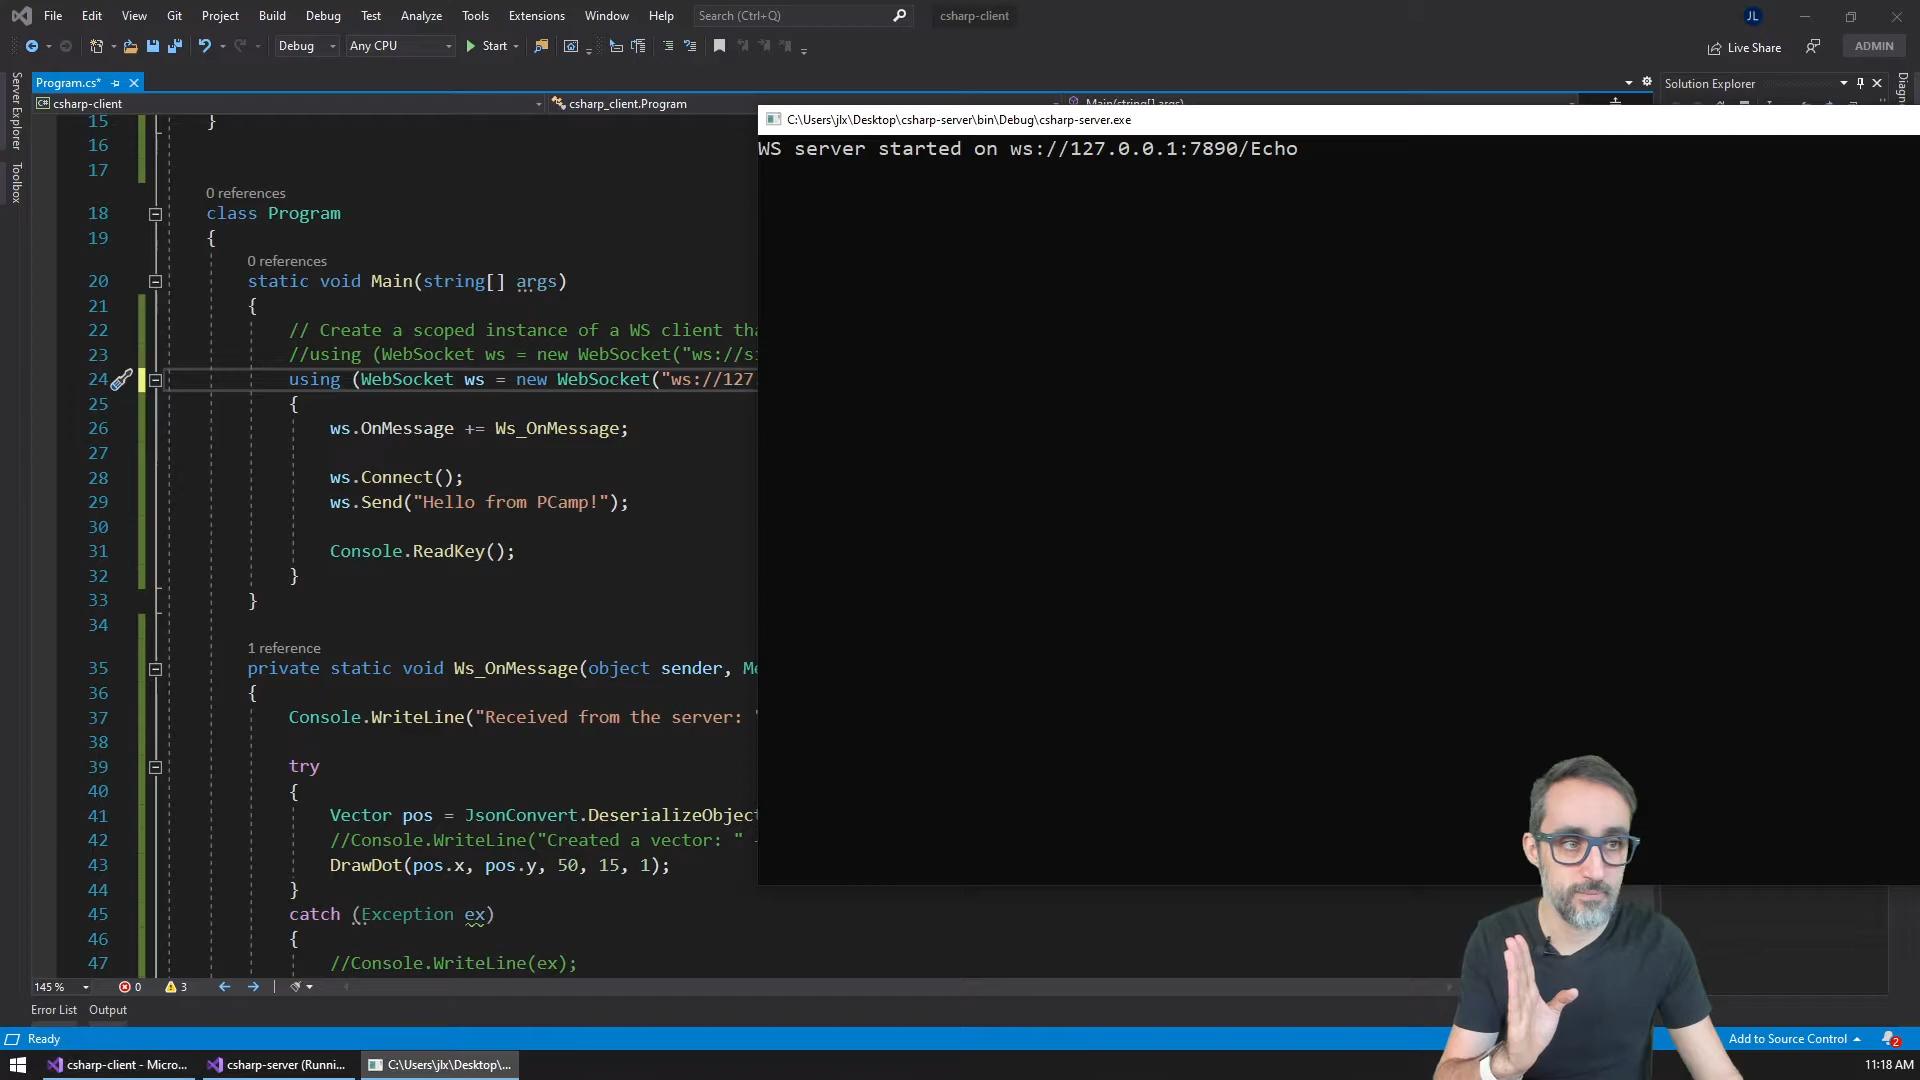 File Edit View Git Project Build Debug Test Analyze Tools Extensions Window Help Search (Ctrl+Q) csharp-client JL
Debug Any CPU Start Live Share ADMIN
Program.cs* Solution Explorer
csharp-client csharp_client.Program Main(string[] args)
Server Explorer
Toolbox
C:\Users\jlx\Desktop\csharp-server\bin\Debug\csharp-server.exe
WS server started on ws://127.0.0.1:7890/Echo
15 }
16
17
0 references
18 class Program
19 {
0 references
20 static void Main(string[] args)
21 {
22 // Create a scoped instance of a WS client
23 //using (WebSocket ws = new WebSocket("ws://
24 using (WebSocket ws = new WebSocket("ws://127.
25 {
26 ws.OnMessage += Ws_OnMessage;
27
28 ws.Connect();
29 ws.Send("Hello from PCamp!");
30
31 Console.ReadKey();
32 }
33 }
34
1 reference
35 private static void Ws_OnMessage(object sender,
36 {
37 Console.WriteLine("Received from the server: "
38
39 try
40 {
41 Vector pos = JsonConvert.DeserializeObject
42 //Console.WriteLine("Created a vector: "
43 DrawDot(pos.x, pos.y, 50, 15, 1);
44 }
45 catch (Exception ex)
46 {
47 //Console.WriteLine(ex);
145 % 0 3
Error List Output
Ready Add to Source Control 2
csharp-client - Micro... csharp-server (Runni... C:\Users\jlx\Desktop\... 11:18 AM